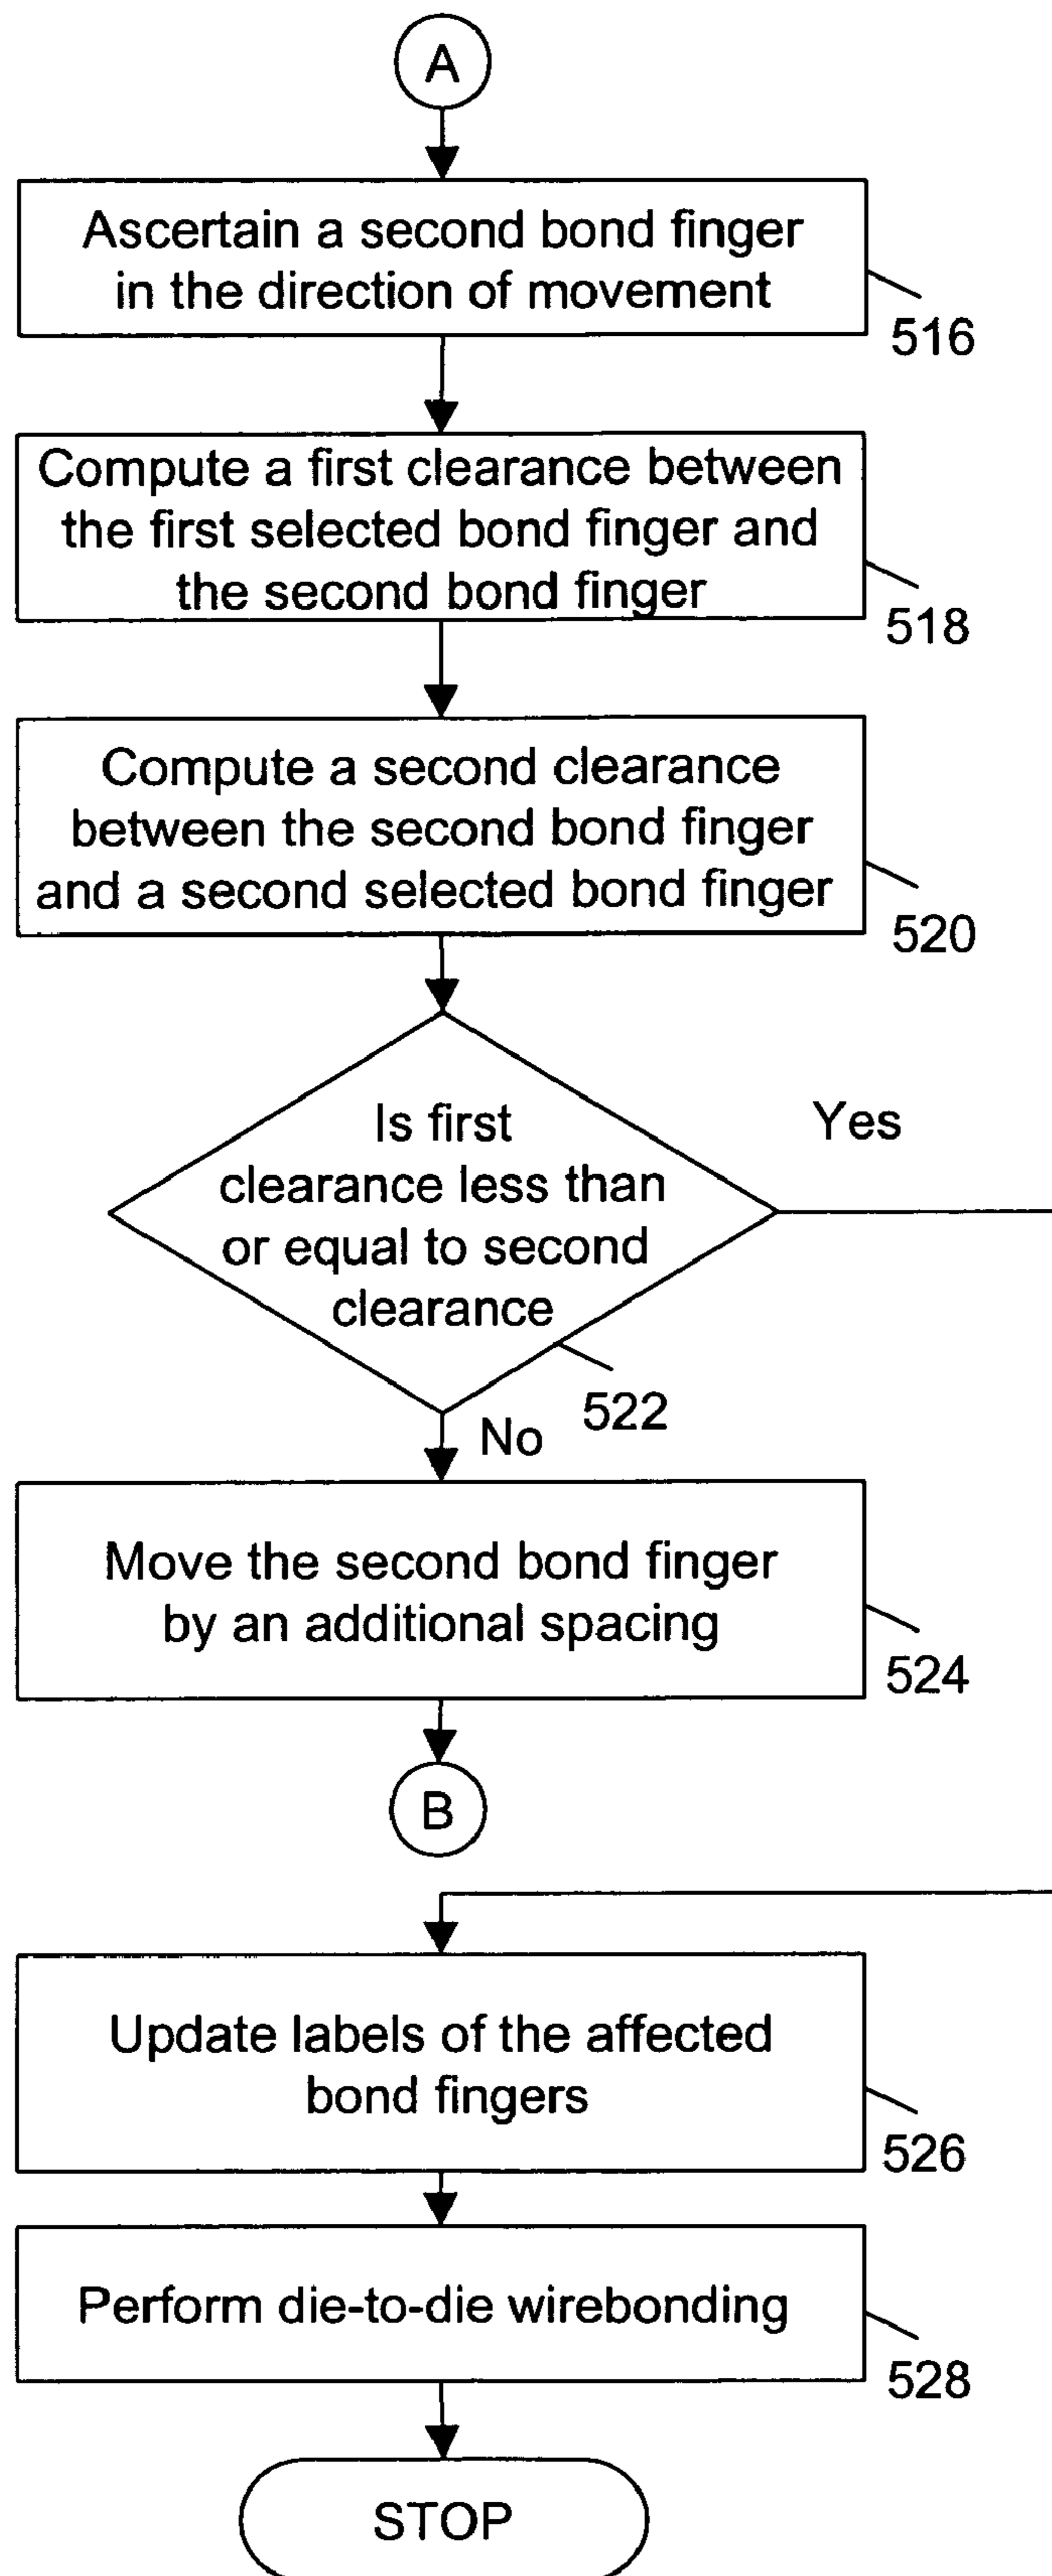 A
Ascertain a second bond finger
in the direction of movement
516
Compute a first clearance between
the first selected bond finger and
the second bond finger
518
Compute a second clearance
between the second bond finger
and a second selected bond finger
520
Is first
clearance less than
or equal to second
clearance
Yes
522
No
Move the second bond finger
by an additional spacing
524
B
Update labels of the affected
bond fingers
526
Perform die-to-die wirebonding
528
STOP